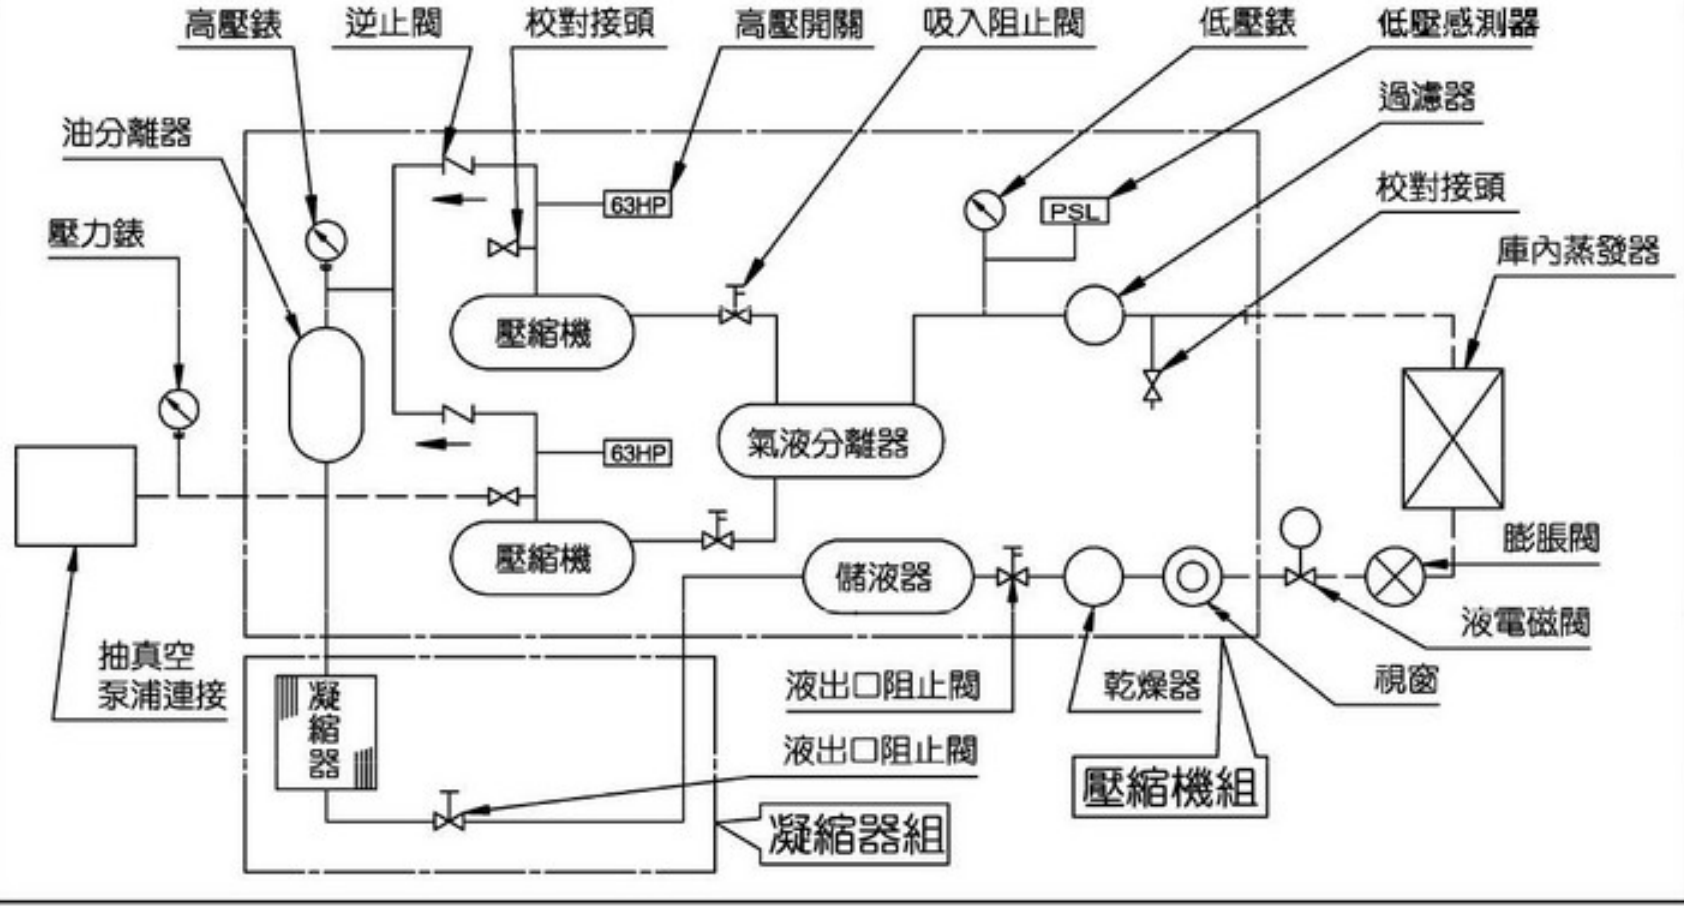 高壓錶
逆止閥
校對接頭
高壓開關
吸入阻止閥
低壓錶
低壓感測器
過濾器
油分離器
校對接頭
63HP
PSL
壓力錶
庫內蒸發器
壓縮機
氣液分離器
63HP
膨脹閥
壓縮機
儲液器
液電磁閥
抽真空
泵浦連接
凝縮器
液出口阻止閥
乾燥器
視窗
液出口阻止閥
壓縮機組
凝縮器組